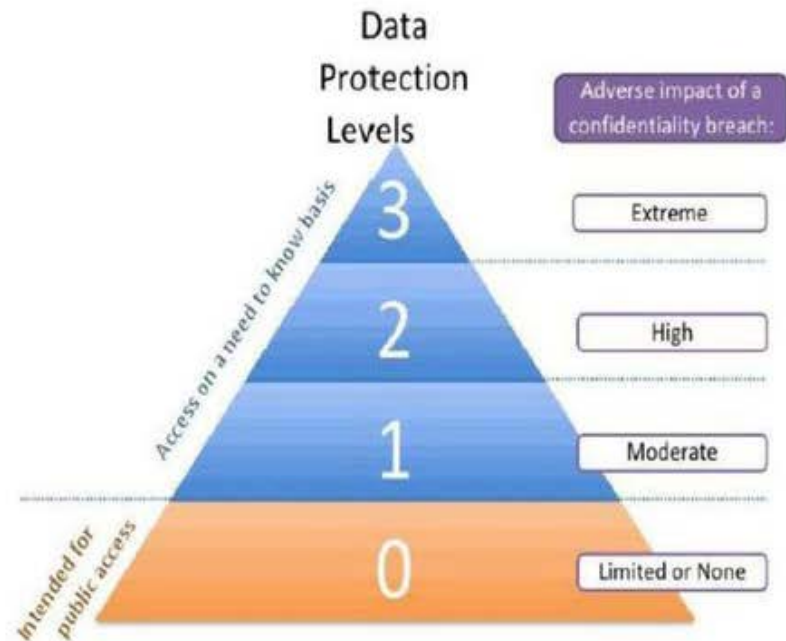 Data
Protection
Levels
Adverse impact of a
confidentiality breach:
Access on a need to know basis
3
Extreme
2
High
1
Moderate
Intended for
public access
0
Limited or None